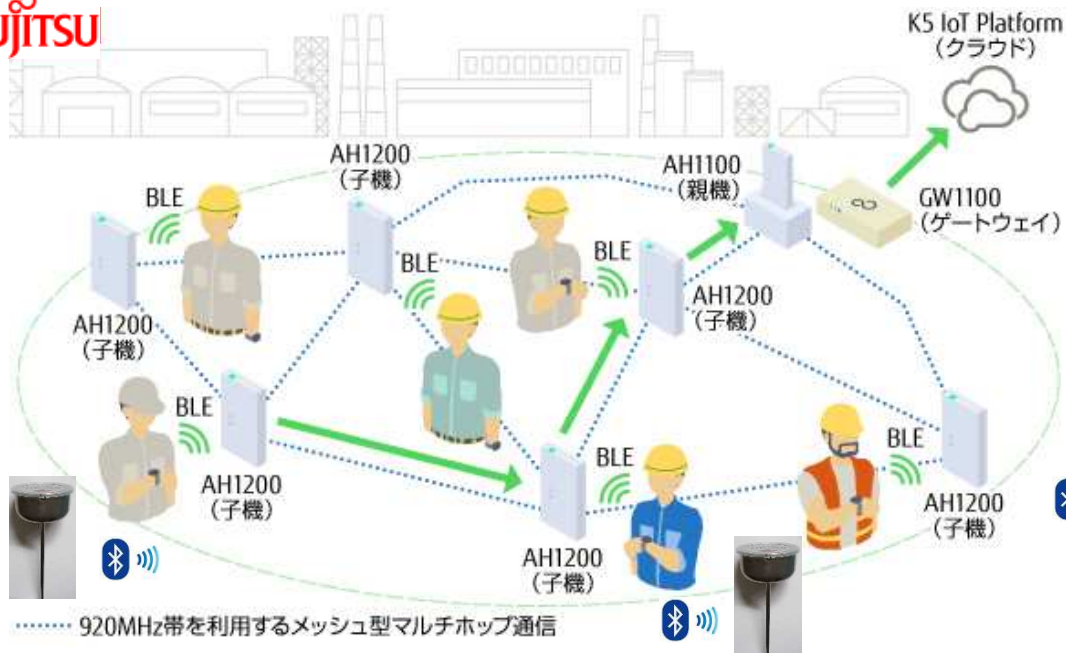 FUJITSU
K5 IoT Platform
(クラウド)
AH1200
(子機)
AH1100
(親機)
BLE
GW1100
(ゲートウェイ)
BLE
BLE
AH1200
(子機)
AH1200
(子機)
BLE
AH1200
(子機)
BLE
BLE
AH1200
(子機)
AH1200
(子機)
920MHz帯を利用するメッシュ型マルチホップ通信